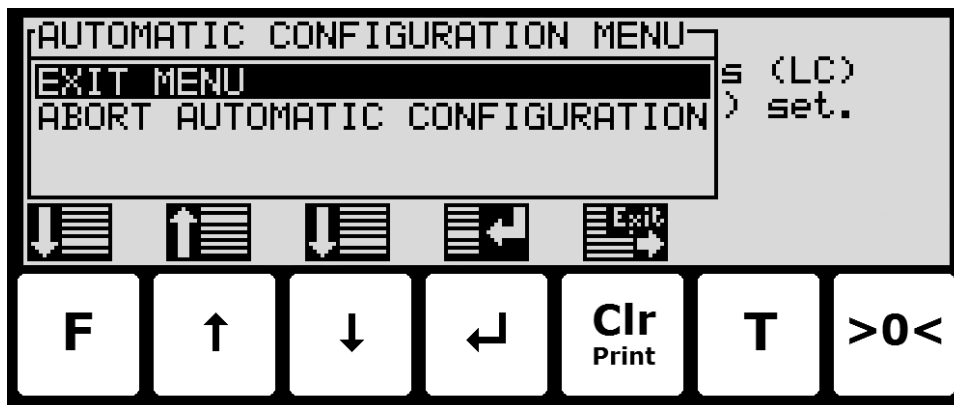 AUTOMATIC CONFIGURATION MENU
EXIT MENU
s (LC)
ABORT AUTOMATIC CONFIGURATION
) set.
Exit
F
↑
↓
↵
Clr
Print
T
>0<